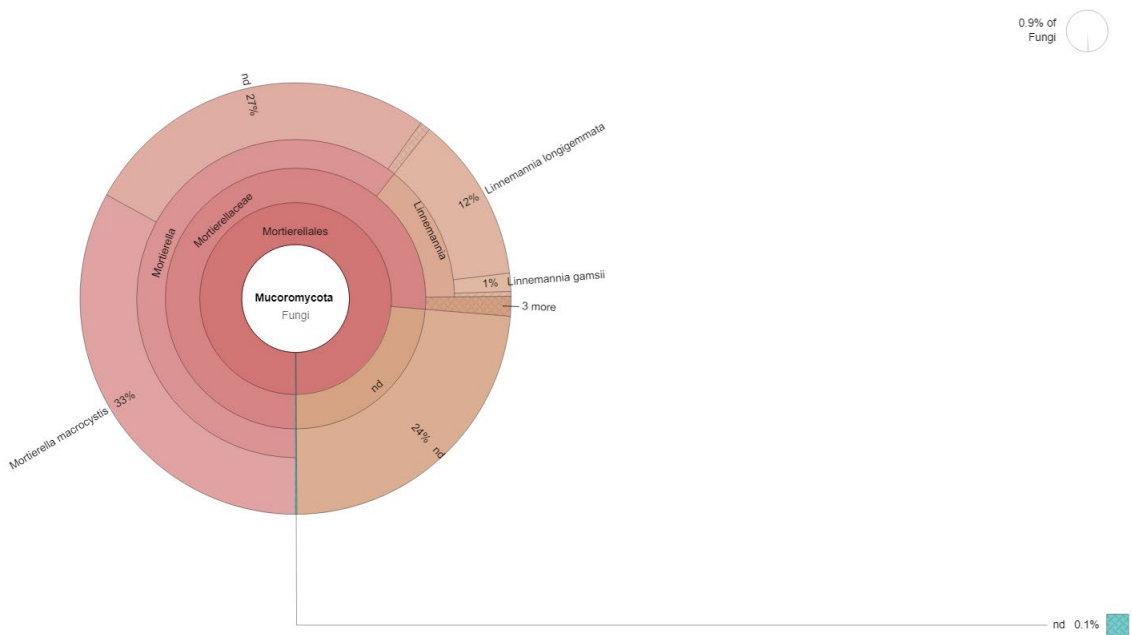 0.9% of
Fungi
nd 27%
Linnemannia longigemmata
12%
Linnemannia
Mortierellaceae
Mortierella
Mortiereliales
1% Linnemannia gamsii
3 more
Mucoromycota
Fungi
nd
Mortierella macrocystis 33%
24% nd
nd 0.1%